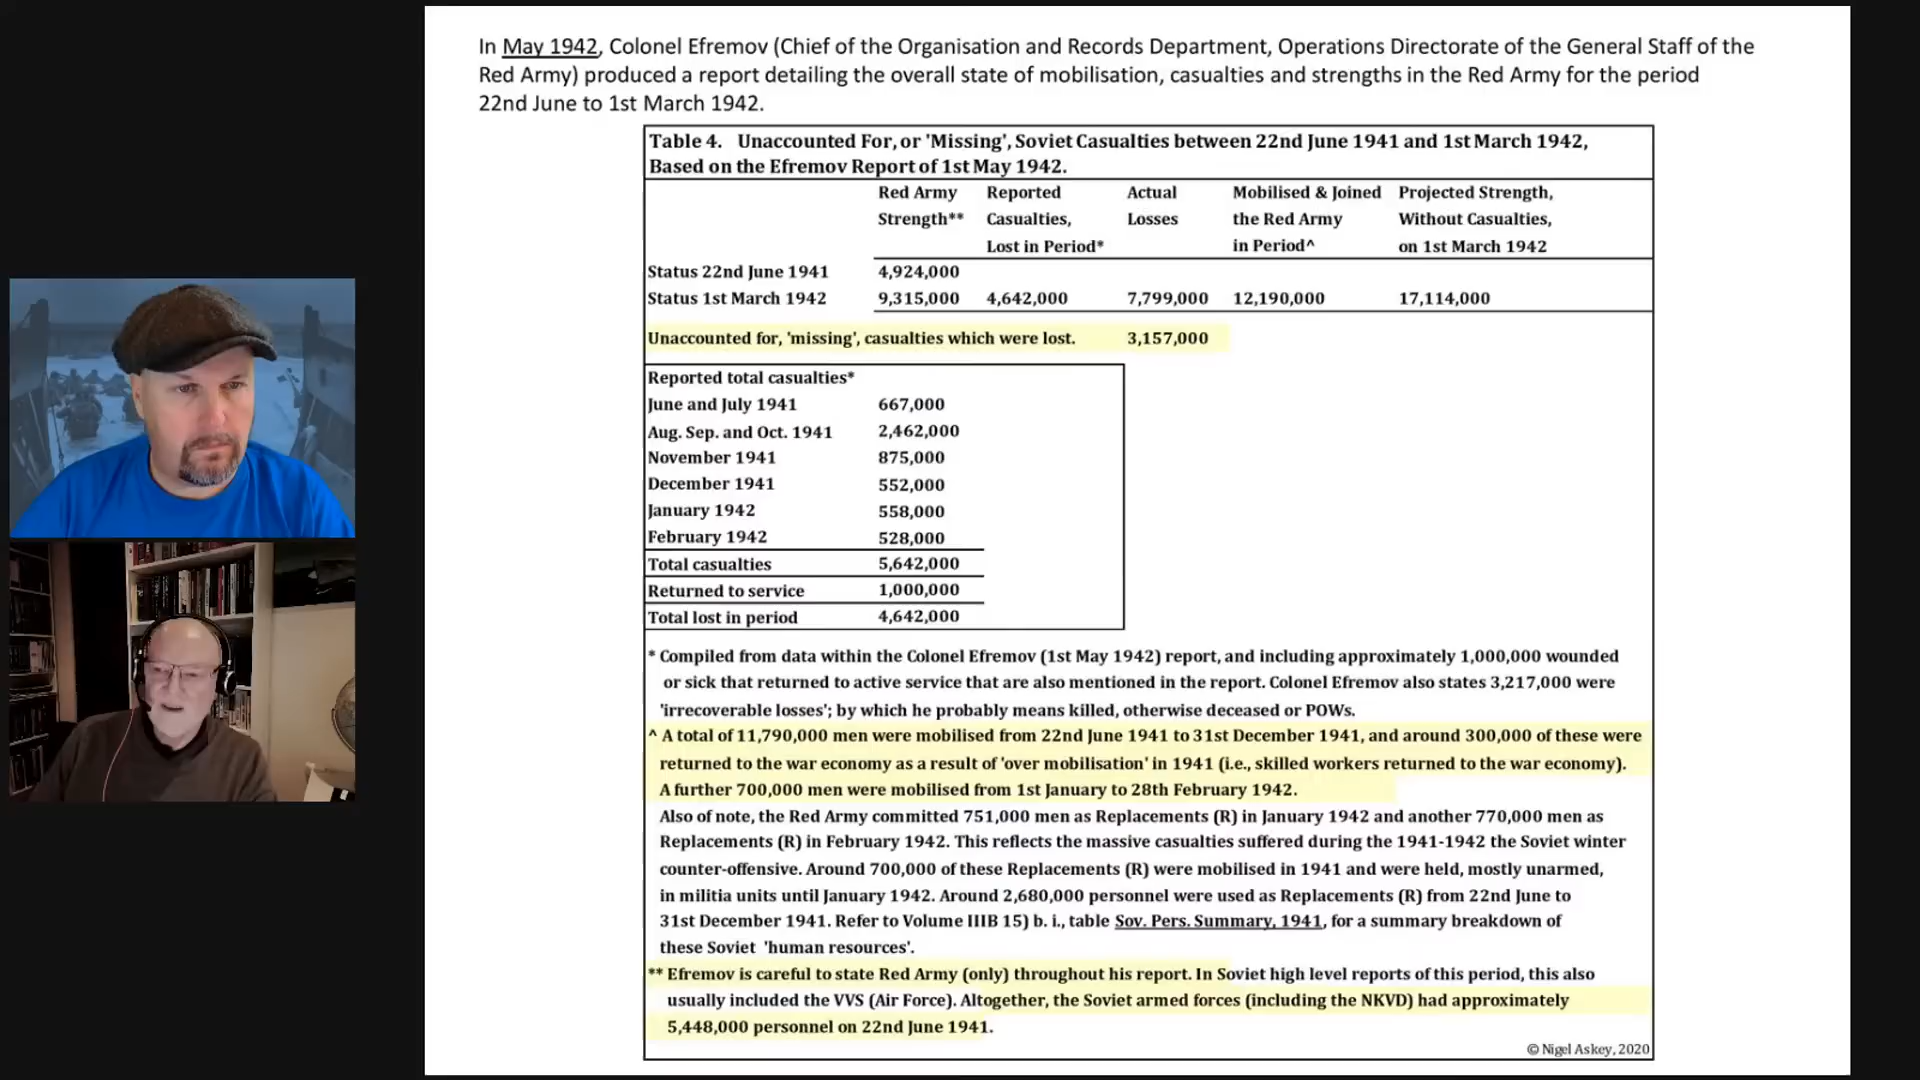 In May 1942, Colonel Efremov (Chief of the Organisation and Records Department, Operations Directorate of the General Staff of the
Red Army) produced a report detailing the overall state of mobilisation, casualties and strengths in the Red Army for the period
22nd June to 1st March 1942.
Table 4. Unaccounted For, or 'Missing', Soviet Casualties between 22nd June 1941 and 1st March 1942,
Based on the Efremov Report of 1st May 1942.
Red Army Reported Actual Mobilised & Joined Projected Strength,
Strength** Casualties, Losses the Red Army Without Casualties,
Lost in Period* in Period^ on 1st March 1942
Status 22nd June 1941 4,924,000
Status 1st March 1942 9,315,000 4,642,000 7,799,000 12,190,000 17,114,000
Unaccounted for, 'missing', casualties which were lost. 3,157,000
Reported total casualties*
June and July 1941 667,000
Aug. Sep. and Oct. 1941 2,462,000
November 1941 875,000
December 1941 552,000
January 1942 558,000
February 1942 528,000
Total casualties 5,642,000
Returned to service 1,000,000
Total lost in period 4,642,000
* Compiled from data within the Colonel Efremov (1st May 1942) report, and including approximately 1,000,000 wounded
or sick that returned to active service that are also mentioned in the report. Colonel Efremov also states 3,217,000 were
'irrecoverable losses'; by which he probably means killed, otherwise deceased or POWs.
^ A total of 11,790,000 men were mobilised from 22nd June 1941 to 31st December 1941, and around 300,000 of these were
returned to the war economy as a result of 'over mobilisation' in 1941 (i.e., skilled workers returned to the war economy).
A further 700,000 men were mobilised from 1st January to 28th February 1942.
Also of note, the Red Army committed 751,000 men as Replacements (R) in January 1942 and another 770,000 men as
Replacements (R) in February 1942. This reflects the massive casualties suffered during the 1941-1942 the Soviet winter
counter-offensive. Around 700,000 of these Replacements (R) were mobilised in 1941 and were held, mostly unarmed,
in militia units until January 1942. Around 2,680,000 personnel were used as Replacements (R) from 22nd June to
31st December 1941. Refer to Volume IIIB 15) b. i., table Sov. Pers. Summary, 1941, for a summary breakdown of
these Soviet 'human resources'.
** Efremov is careful to state Red Army (only) throughout his report. In Soviet high level reports of this period, this also
usually included the VVS (Air Force). Altogether, the Soviet armed forces (including the NKVD) had approximately
5,448,000 personnel on 22nd June 1941.
© Nigel Askey, 2020